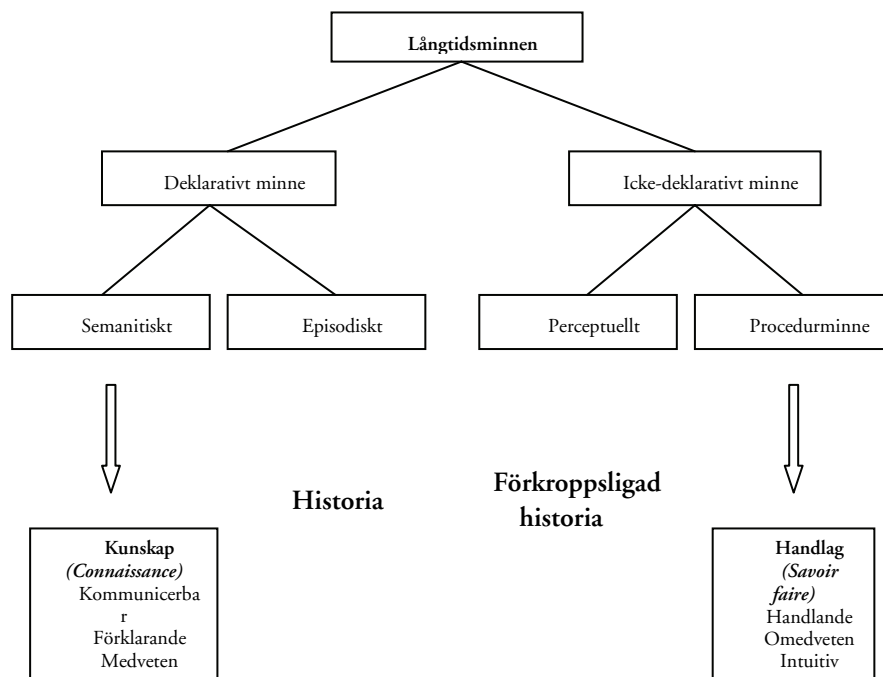 Långtidsminnen
Deklarativt minne
Icke-deklarativt minne
Semanitiskt
Episodiskt
Perceptuellt
Procedurminne
Historia
Förkroppsligad
historia
Kunskap
(Connaissance)
Kommunicerba
r
Förklarande
Medveten
Handlag
(Savoir
faire)
Handlande
Omedveten
Intuitiv